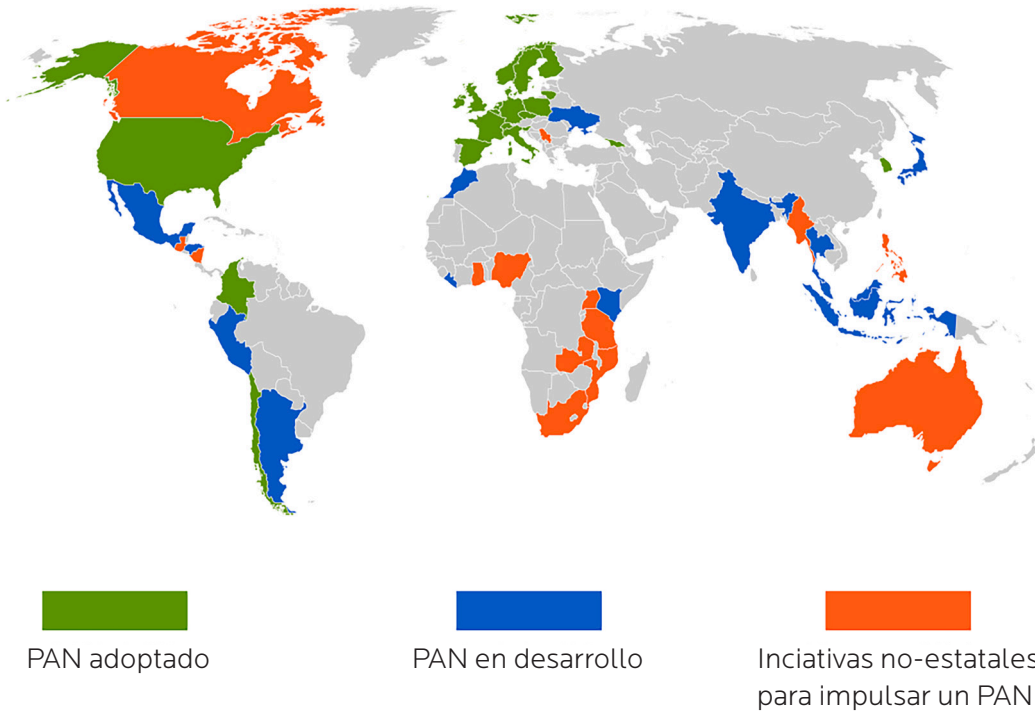 PAN adoptado
PAN en desarrollo
Inciativas no-estatales
para impulsar un PAN